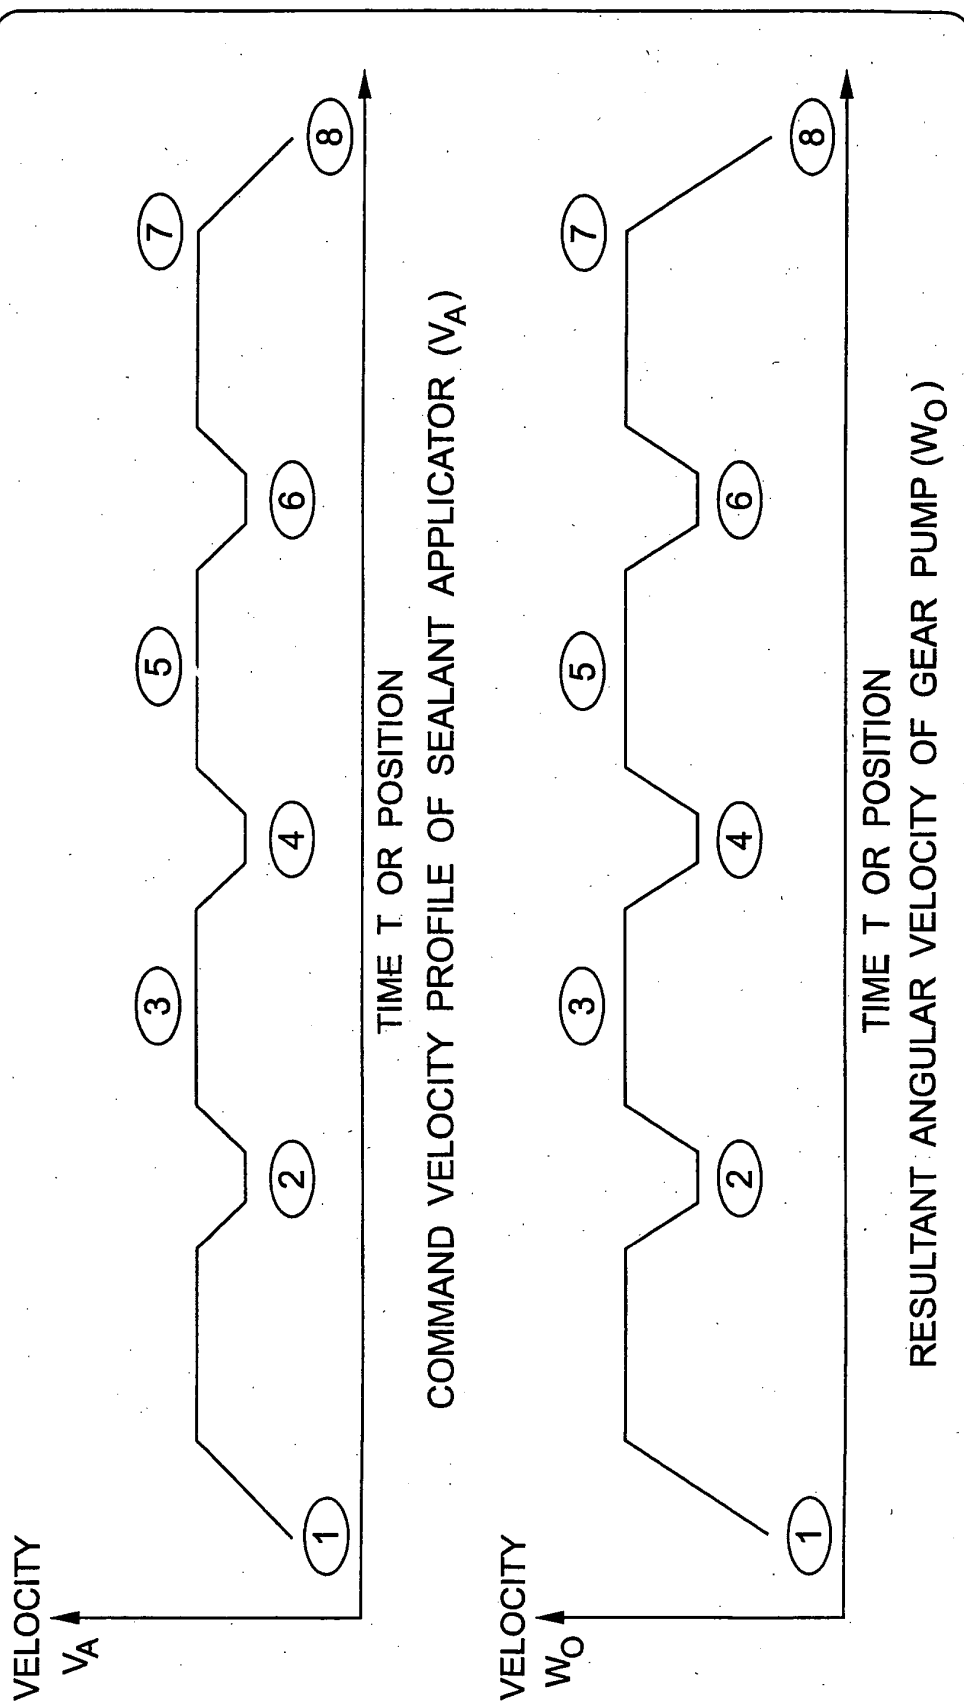 VELOCITY
VA
1
2
3
4
5
6
7
8
TIME T OR POSITION
COMMAND VELOCITY PROFILE OF SEALANT APPLICATOR (VA)
VELOCITY
WO
1
2
3
4
5
6
7
8
TIME T OR POSITION
RESULTANT ANGULAR VELOCITY OF GEAR PUMP (WO)